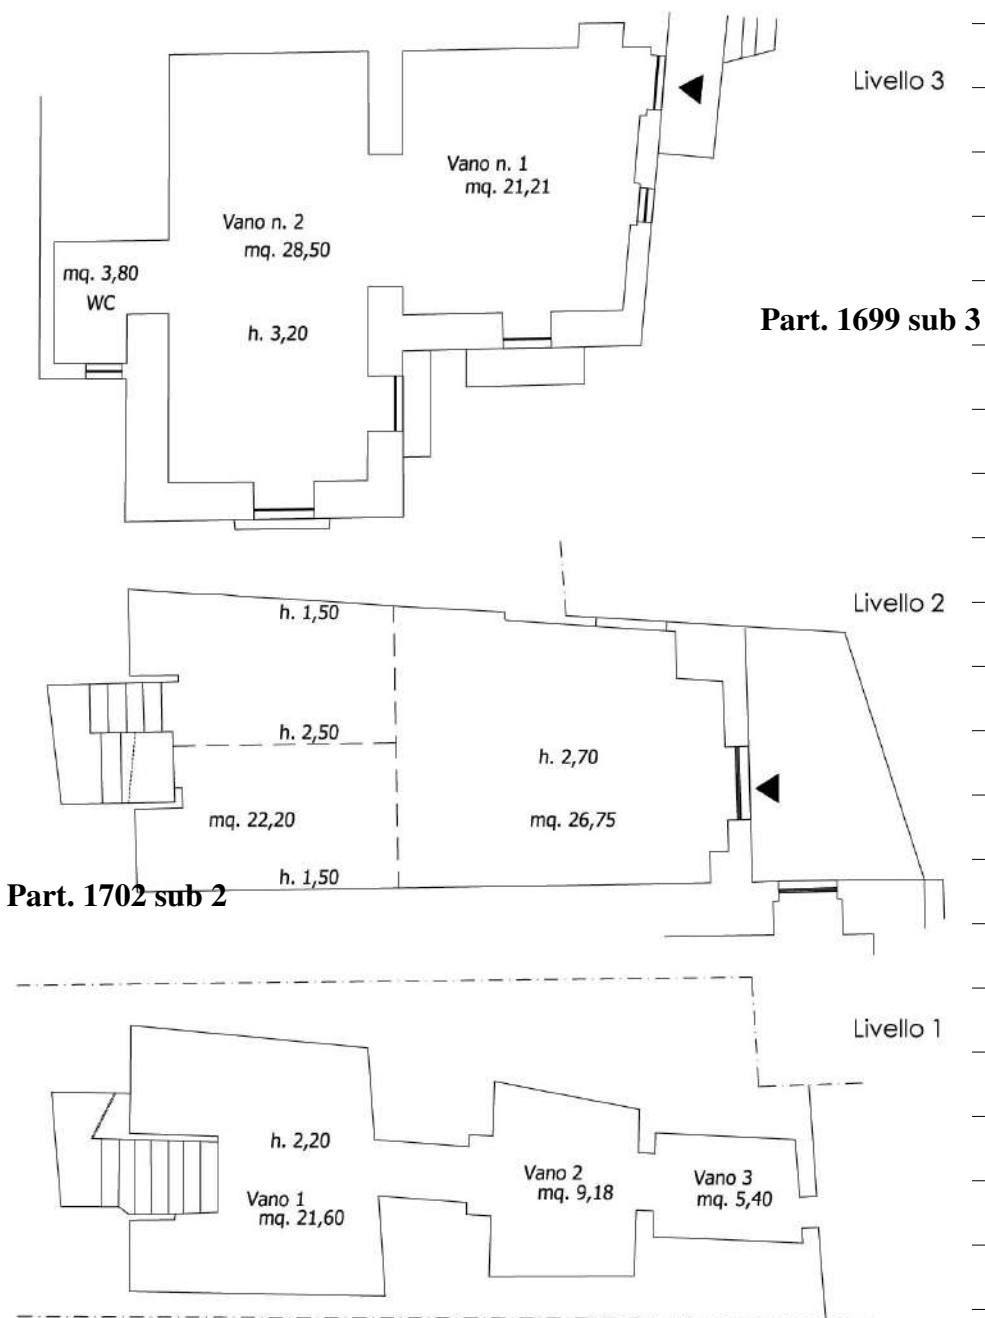 Livello 3
Vano n. 1
mq. 21,21
Vano n. 2
mq. 28,50
mq. 3,80
WC
h. 3,20
Part. 1699 sub 3
Livello 2
h. 1,50
h. 2,50
h. 2,70
mq. 22,20
mq. 26,75
h. 1,50
Part. 1702 sub 2
Livello 1
h. 2,20
Vano 1
mq. 21,60
Vano 2
mq. 9,18
Vano 3
mq. 5,40